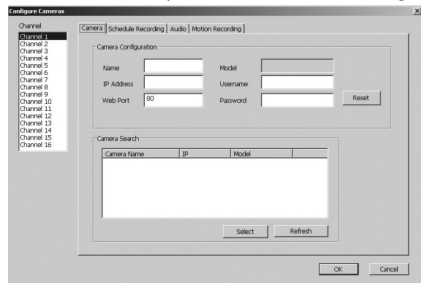 Configure Cameras
X
Channel
Channel 1
Channel 2
Channel 3
Channel 4
Channel 5
Channel 6
Channel 7
Channel 8
Channel 9
Channel 10
Channel 11
Channel 12
Channel 13
Channel 14
Channel 15
Channel 16
Camera Schedule Recording Audio Motion Recording
Camera Configuration
Name Model
IP Address Username
Web Port 80 Password Reset
Camera Search
Camera Name IP Model
Select Refresh
OK Cancel